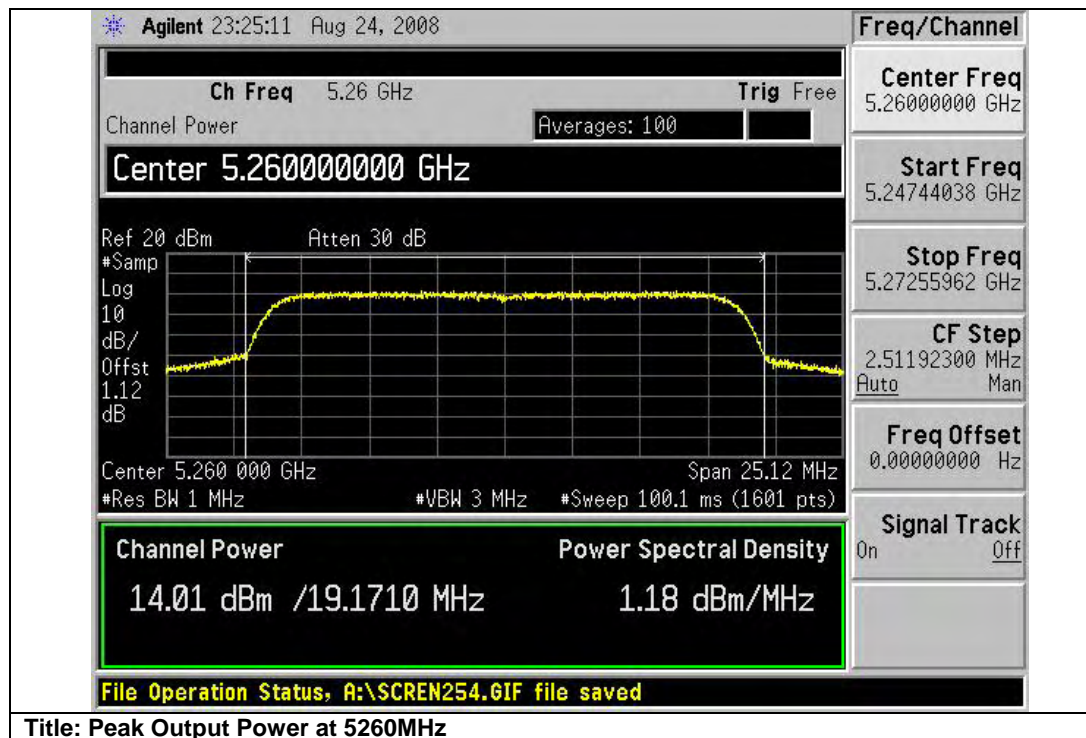 Agilent 23:25:11 Aug 24, 2008
Freq/Channel
Ch Freq 5.26 GHz Trig Free
Channel Power Averages: 100
Center 5.260000000 GHz
Ref 20 dBm Atten 30 dB
#Samp
Log
10
dB/
Offst
1.12
dB
Center 5.260 000 GHz Span 25.12 MHz
#Res BW 1 MHz #VBW 3 MHz #Sweep 100.1 ms (1601 pts)
Channel Power Power Spectral Density
14.01 dBm /19.1710 MHz 1.18 dBm/MHz
File Operation Status, A:\SCREN254.GIF file saved
Center Freq
5.26000000 GHz
Start Freq
5.24744038 GHz
Stop Freq
5.27255962 GHz
CF Step
2.51192300 MHz
Auto Man
Freq Offset
0.00000000 Hz
Signal Track
On Off
Title: Peak Output Power at 5260MHz